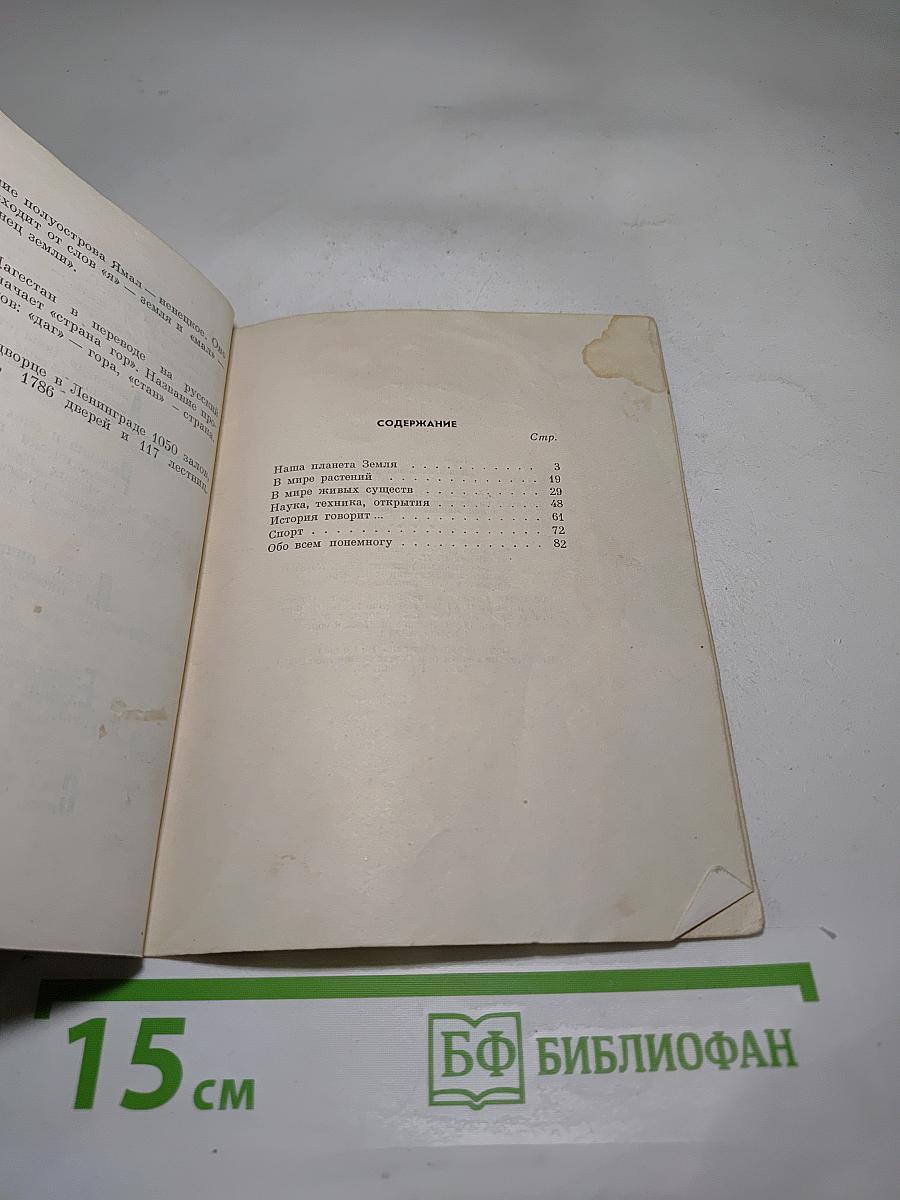 ние полуострова Ямал — ненецкое. Оно
ходит от слов «я» — земля и «мал» —
нец земли».
Дагестан в переводе на русский
начает «страна гор». Название про-
ов: «даг» — гора, «стан» — страна.
дворце в Ленинграде 1050 залов,
1786 дверей и 117 лестниц.
СОДЕРЖАНИЕ
Стр.
Наша планета Земля . . . . . . . . . . . 3
В мире растений . . . . . . . . . . . . . 19
В мире живых существ . . . . . . . . . . 29
Наука, техника, открытия . . . . . . . . . 48
История говорит ... . . . . . . . . . . . . 61
Спорт . . . . . . . . . . . . . . . . . . 72
Обо всем понемногу . . . . . . . . . . . 82
15 см
БФ БИБЛИОФАН